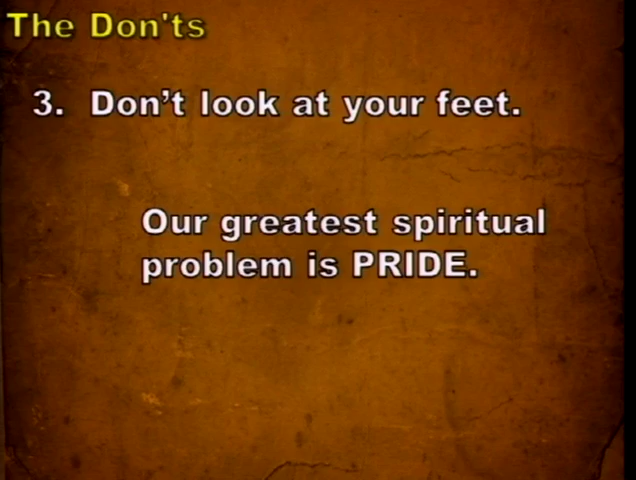 The Don'ts
3. Don’t look at your feet.
Our greatest spiritual
problem is PRIDE.